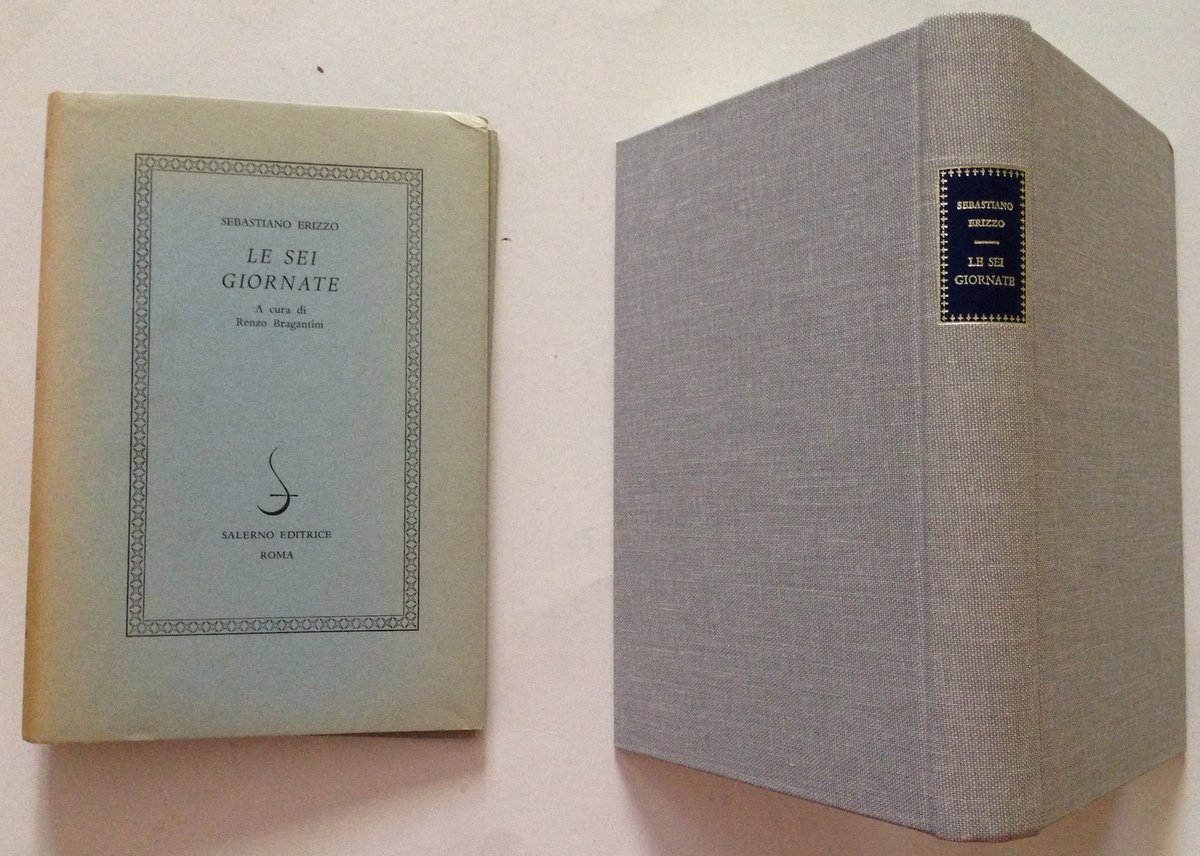 SEBASTIANO ERIZZO
LE SEI
GIORNATE
A cura di
Renzo Bragantini
SALERNO EDITRICE
ROMA
SEBASTIANO
ERIZZO
LE SEI
GIORNATE